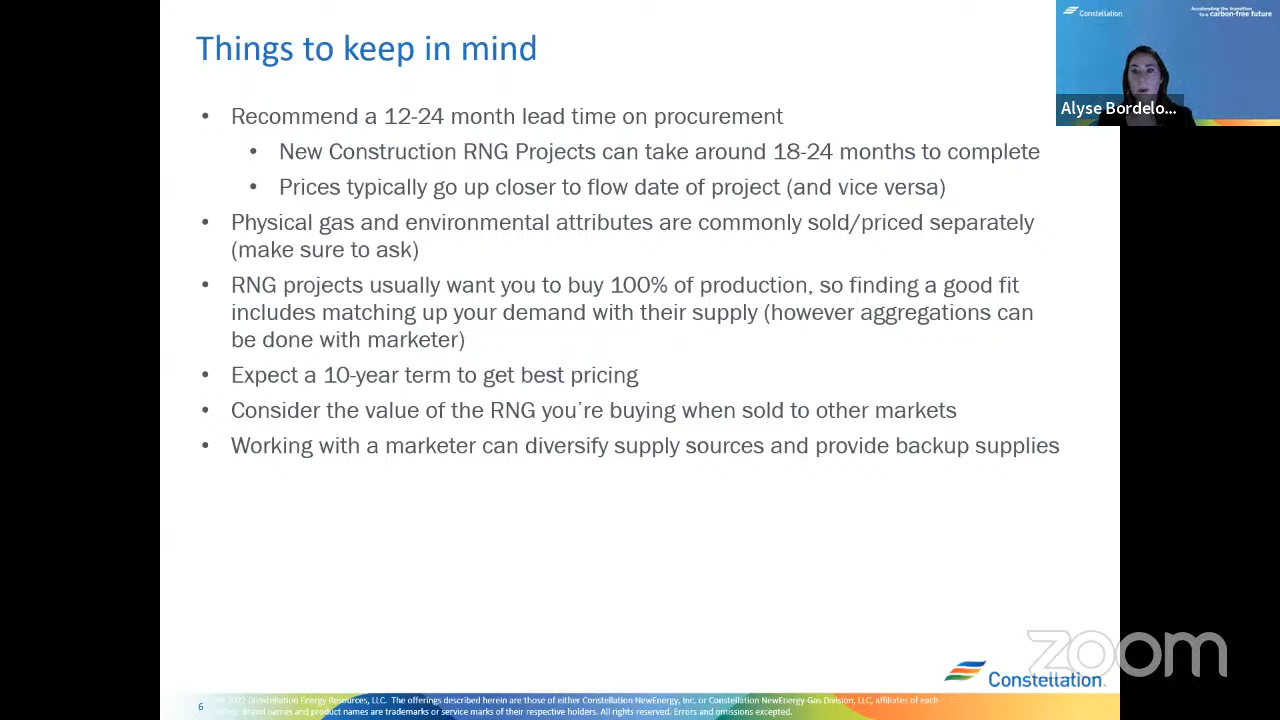 Things to keep in mind
• Recommend a 12-24 month lead time on procurement
• New Construction RNG Projects can take around 18-24 months to complete
• Prices typically go up closer to flow date of project (and vice versa)
• Physical gas and environmental attributes are commonly sold/priced separately
(make sure to ask)
• RNG projects usually want you to buy 100% of production, so finding a good fit
includes matching up your demand with their supply (however aggregations can
be done with marketer)
• Expect a 10-year term to get best pricing
• Consider the value of the RNG you're buying when sold to other markets
• Working with a marketer can diversify supply sources and provide backup supplies
Constellation
Accelerating the transition
to a carbon-free future
Alyse Bordelo...
zoom
Constellation.
6
Constellation Energy Resources, LLC. The offerings described herein are those of either Constellation NewEnergy, Inc. or Constellation NewEnergy-Gas Division, LLC, affiliates of each
Brand names and product names are trademarks or service marks of their respective holders. All rights reserved. Errors and omissions excepted.